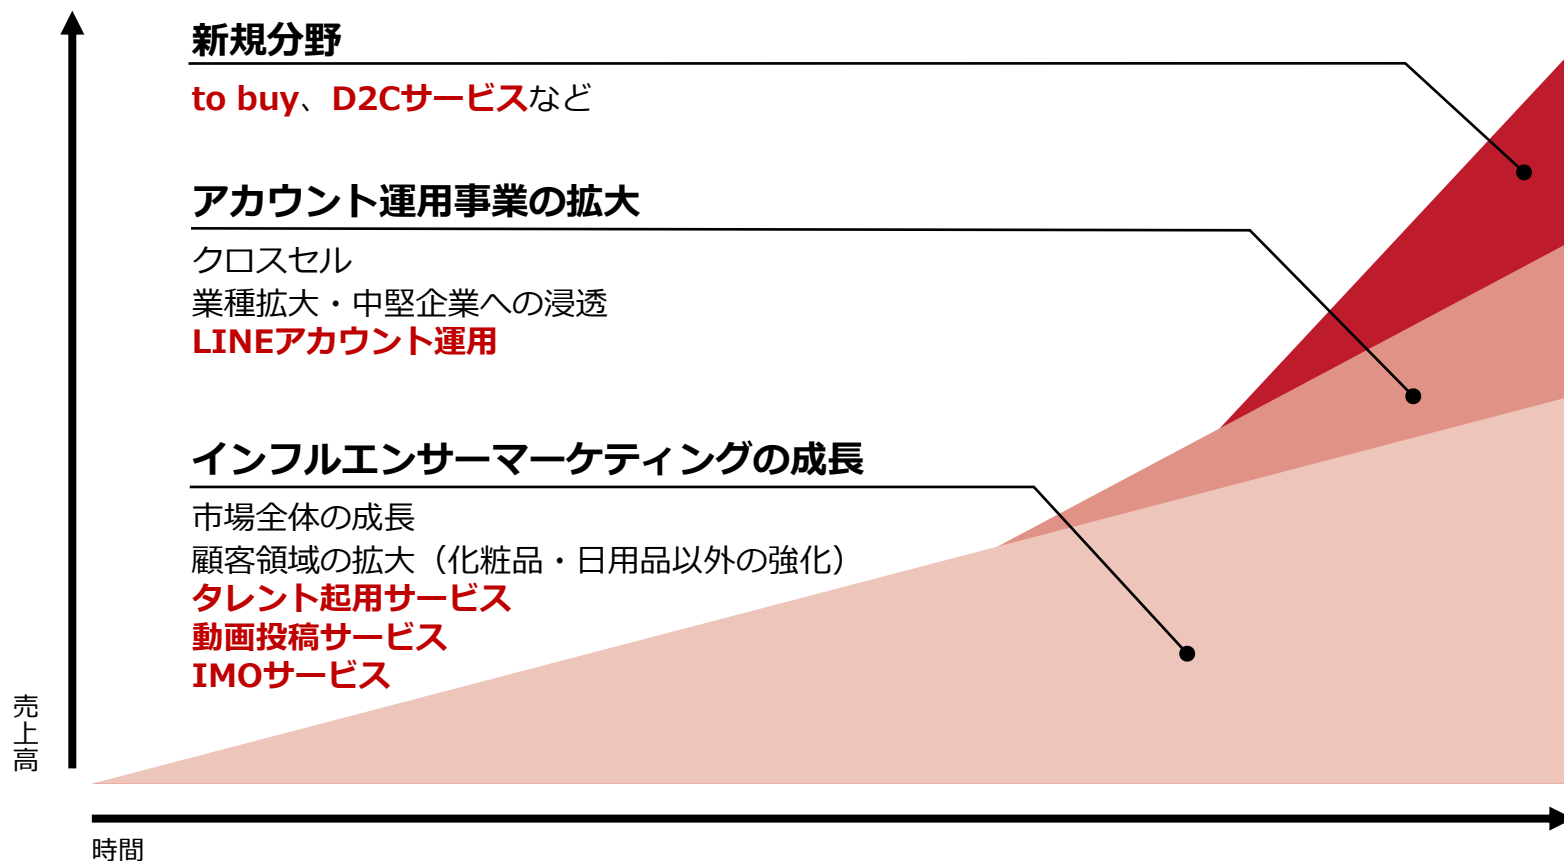 新規分野
to buy、D2Cサービスなど
アカウント運用事業の拡大
クロスセル
業種拡大・中堅企業への浸透
LINEアカウント運用
インフルエンサーマーケティングの成長
市場全体の成長
顧客領域の拡大（化粧品・日用品以外の強化）
タレント起用サービス
動画投稿サービス
IMOサービス
売上高
時間